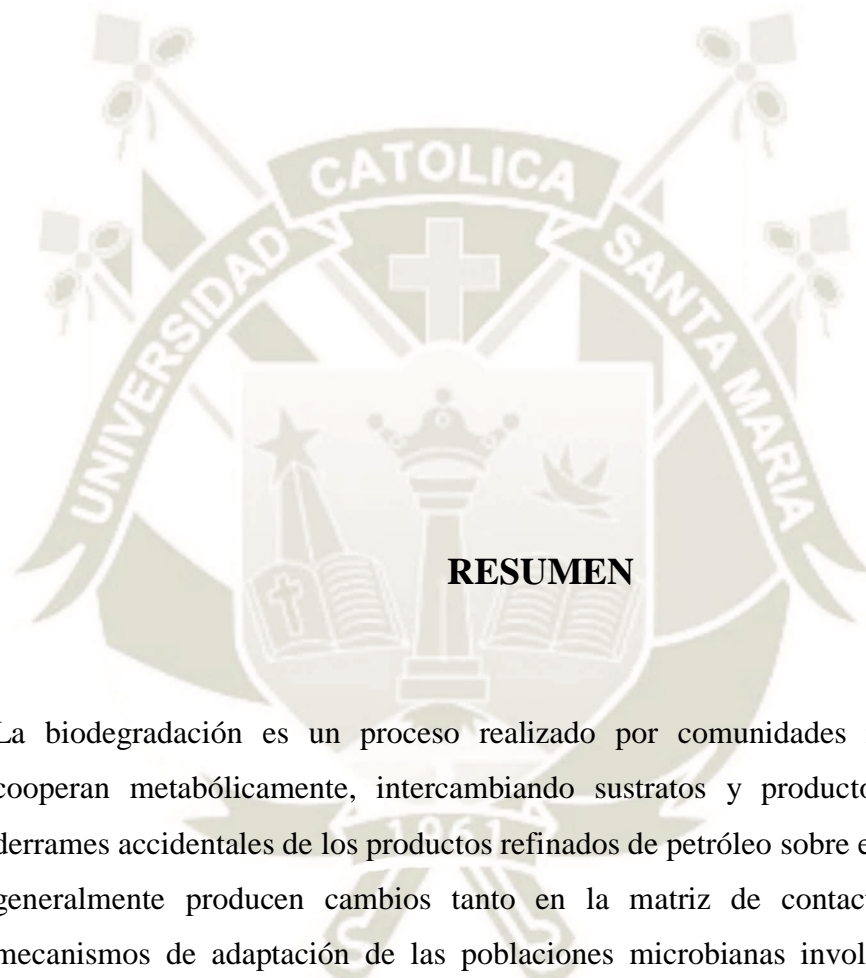 UNIVERSIDAD CATOLICA SANTA MARIA
RESUMEN
La biodegradación es un proceso realizado por comunidades
cooperan metabólicamente, intercambiando sustratos y producto
derrames accidentales de los productos refinados de petróleo sobre e
generalmente producen cambios tanto en la matriz de contac
1961
mecanismos de adaptación de las poblaciones microbianas invol